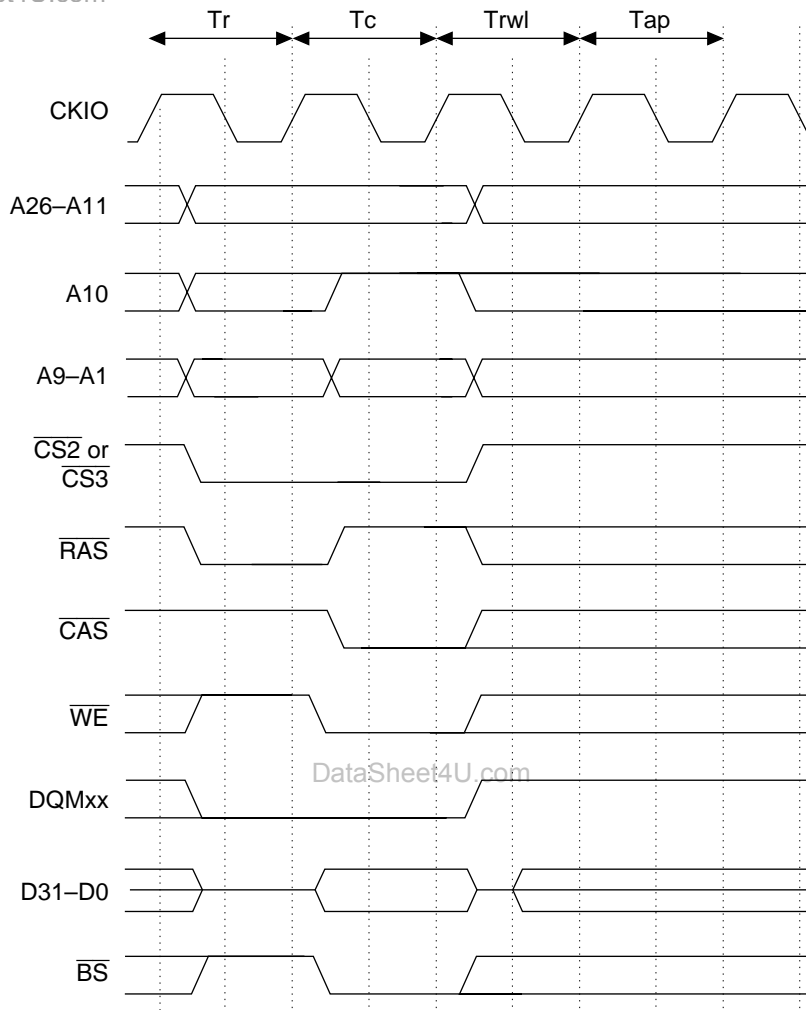 Tr Tc Trwl Tap
CKIO
A26–A11
A10
A9–A1
CS2 or
CS3
RAS
CAS
WE
DataSheet4U.com
DQMxx
D31–D0
BS